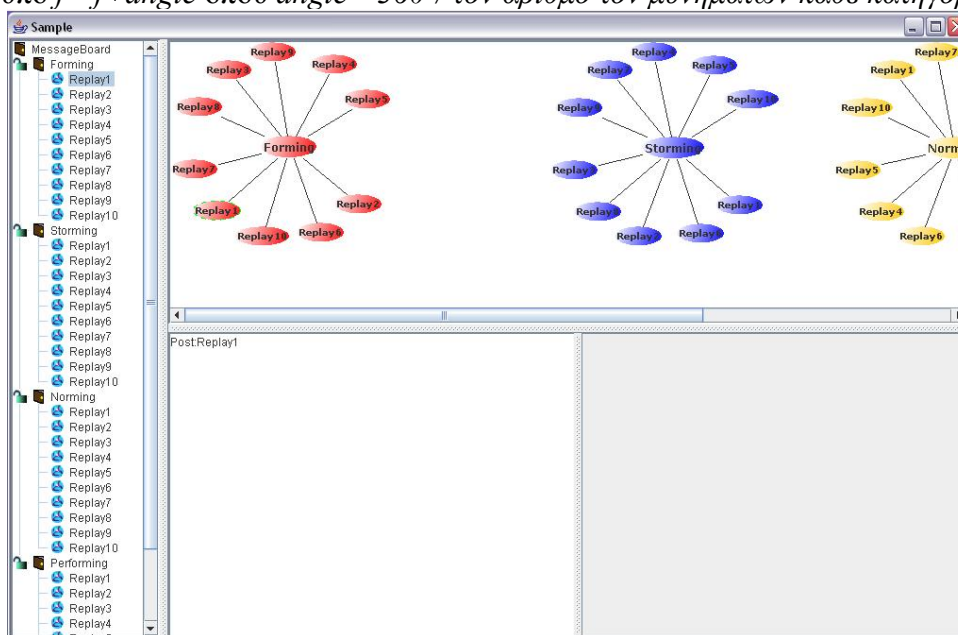 Sample
MessageBoard
Forming
Replay1
Replay2
Replay3
Replay4
Replay5
Replay6
Replay7
Replay8
Replay9
Replay10
Storming
Replay1
Replay2
Replay3
Replay4
Replay5
Replay6
Replay7
Replay8
Replay9
Replay10
Norming
Replay1
Replay2
Replay3
Replay4
Replay5
Replay6
Replay7
Replay8
Replay9
Replay10
Performing
Replay1
Replay2
Replay3
Replay4
Replay9
Replay4
Replay5
Replay8
Forming
Replay7
Replay1
Replay2
Replay10
Replay6
Replay5
Replay10
Storming
Replay7
Replay1
Replay10
Norm
Replay5
Replay4
Replay6
Post:Replay1